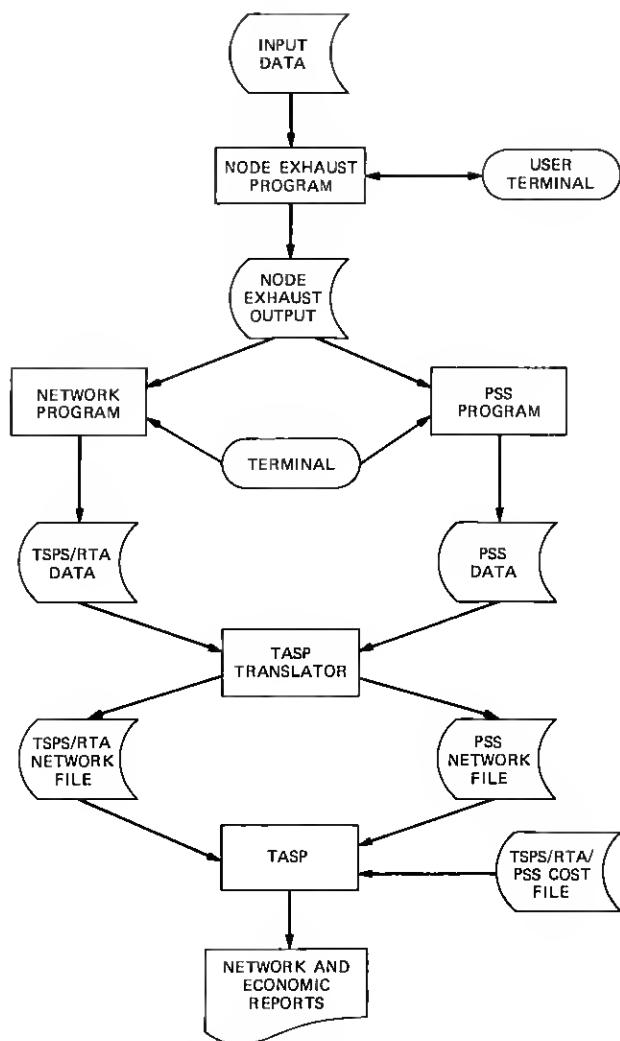 INPUT
DATA
NODE EXHAUST
PROGRAM
USER
TERMINAL
NODE
EXHAUST
OUTPUT
NETWORK
PROGRAM
PSS
PROGRAM
TERMINAL
TSPS/RTA
DATA
PSS
DATA
TASP
TRANSLATOR
TSPS/RTA
NETWORK
FILE
PSS
NETWORK
FILE
TASP
TSPS/RTA/
PSS COST
FILE
NETWORK AND
ECONOMIC
REPORTS